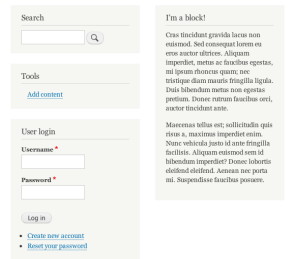 Search
Tools
Add content
User login
Username *
Password *
Log in
Create new account
Reset your password
I'm a block!
Cras tincidunt gravida lacus non
euismod. Sed consequat lorem eu
eros auctor ultrices. Aliquam
imperdiet, metus ac faucibus egestas,
mi ipsum rhoncus quam; nec
tristique diam mauris fringilla ligula.
Duis bibendum metus non egestas
pretium. Donec rutrum faucibus orci,
auctor tincidunt ante.
Maecenas tellus est; sollicitudin quis
risus a, maximus imperdiet enim.
Nunc vehicula justo id ante fringilla
facilisis. Aliquam euismod sem id
bibendum imperdiet? Donec lobortis
eleifend eleifend. Aenean nec porta
mi. Suspendisse faucibus posuere.